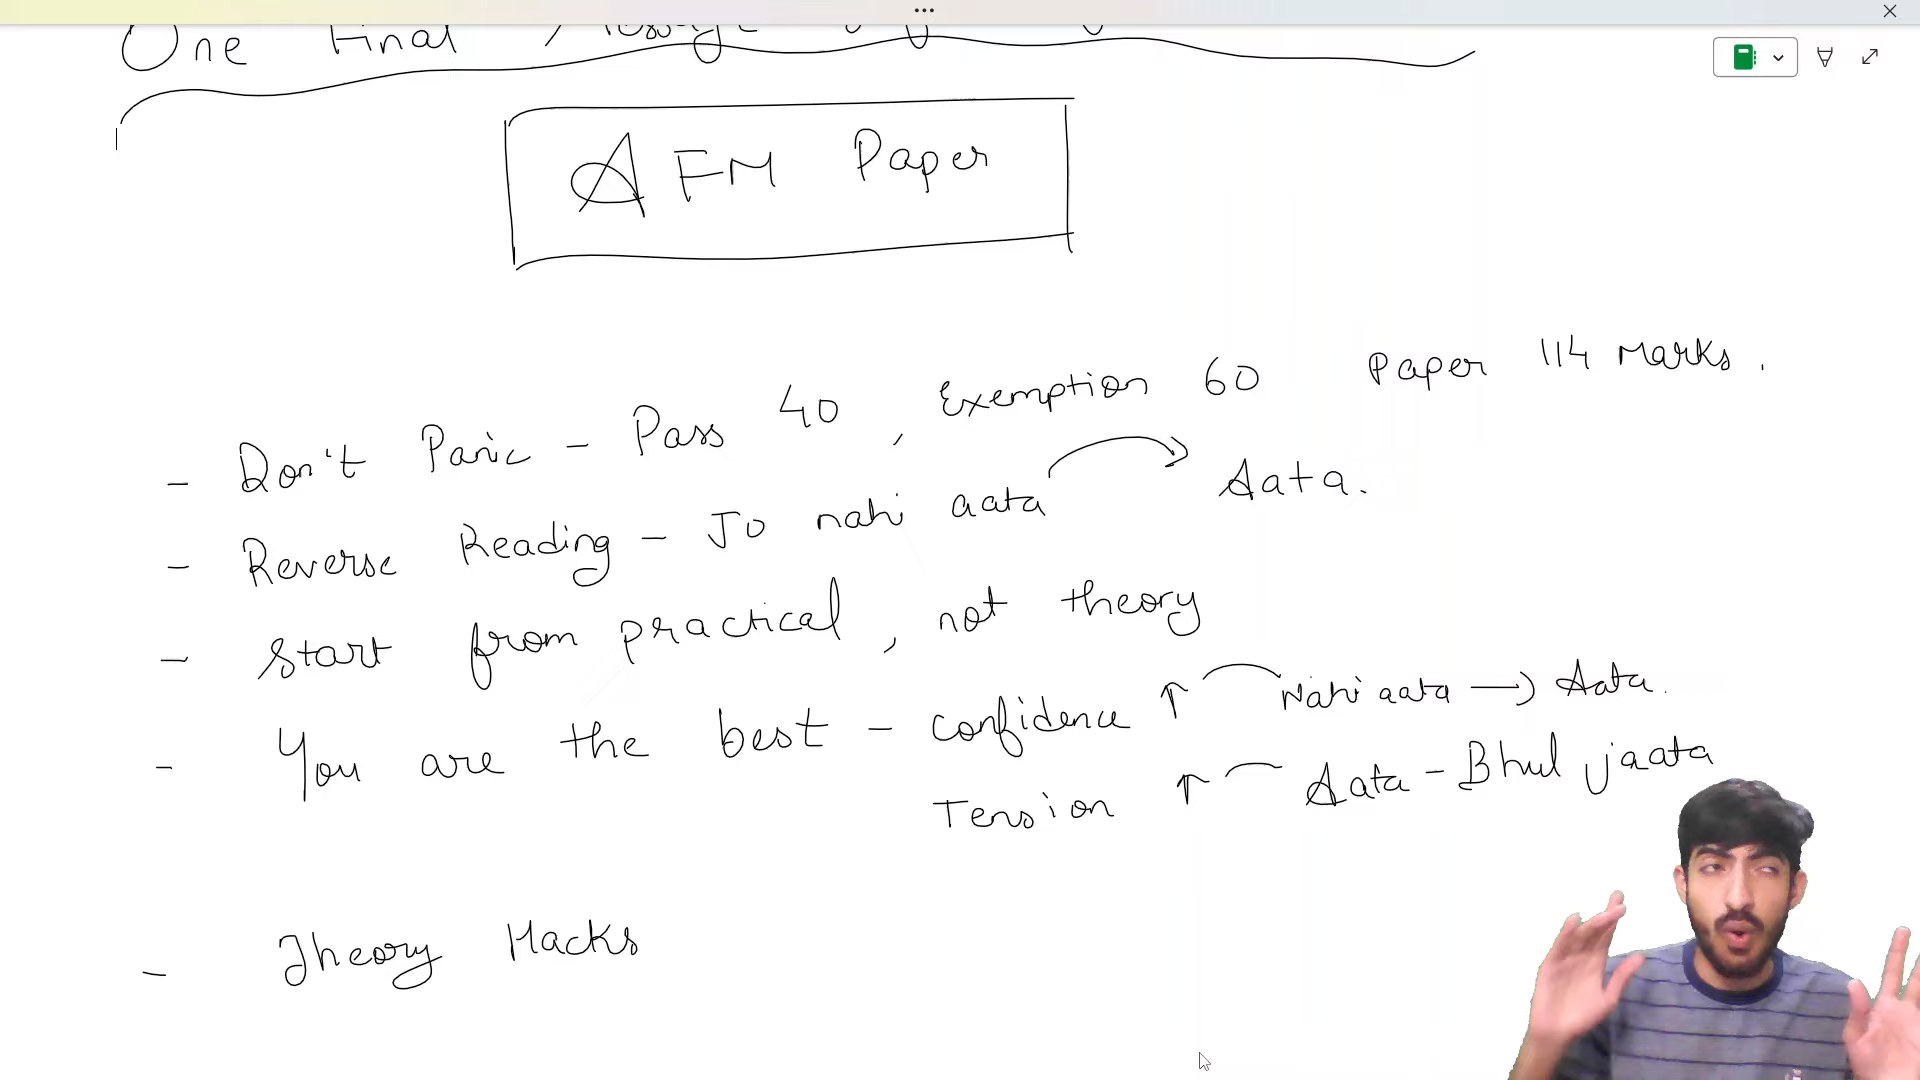 One Final
AFM Paper
- Don't Panic - Pass 40 , Exemption 60 Paper 114 Marks .
- Reverse Reading - Jo nahi aata Aata.
- Start from practical , not theory
- You are the best - Confidence ↑ Nahi aata → Aata.
Tension ↑ Aata - Bhul jaata
- Theory Hacks